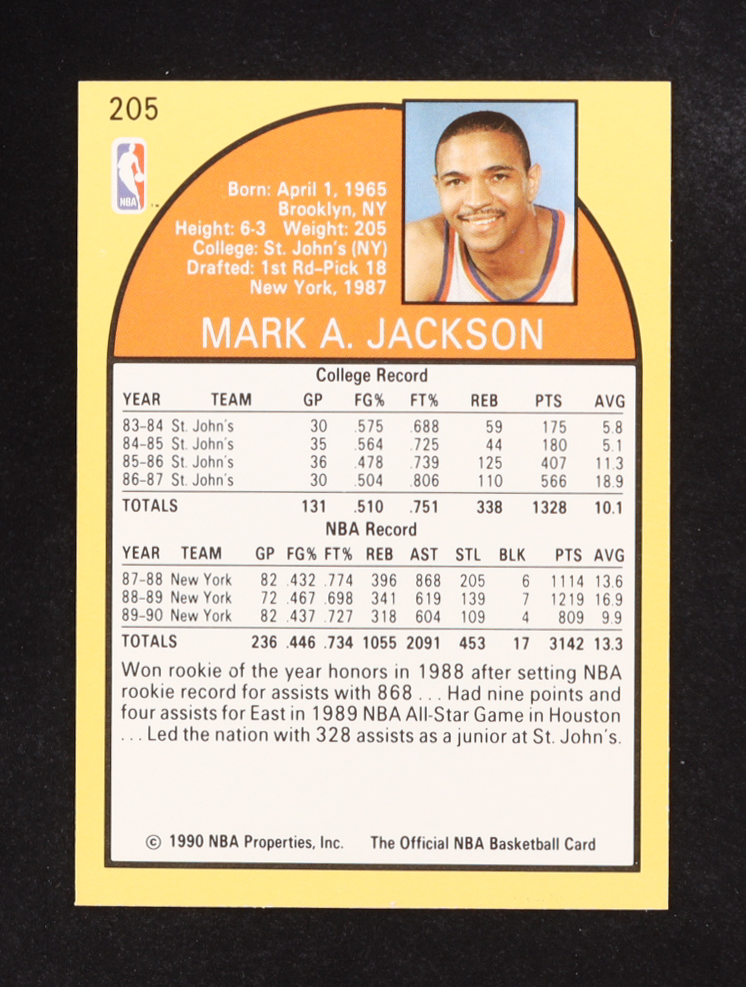 205
NBA
™
Born: April 1, 1965
Brooklyn, NY
Height: 6-3 Weight: 205
College: St. John's (NY)
Drafted: 1st Rd–Pick 18
New York, 1987
MARK A. JACKSON
College Record
YEAR TEAM GP FG% FT% REB PTS AVG
83-84 St. John's 30 .575 .688 59 175 5.8
84-85 St. John's 35 .564 .725 44 180 5.1
85-86 St. John's 36 .478 .739 125 407 11.3
86-87 St. John's 30 .504 .806 110 566 18.9
TOTALS 131 .510 .751 338 1328 10.1
NBA Record
YEAR TEAM GP FG% FT% REB AST STL BLK PTS AVG
87-88 New York 82 .432 .774 396 868 205 6 1114 13.6
88-89 New York 72 .467 .698 341 619 139 7 1219 16.9
89-90 New York 82 .437 .727 318 604 109 4 809 9.9
TOTALS 236 .446 .734 1055 2091 453 17 3142 13.3
Won rookie of the year honors in 1988 after setting NBA
rookie record for assists with 868 . . . Had nine points and
four assists for East in 1989 NBA All-Star Game in Houston
. . . Led the nation with 328 assists as a junior at St. John's.
© 1990 NBA Properties, Inc. The Official NBA Basketball Card